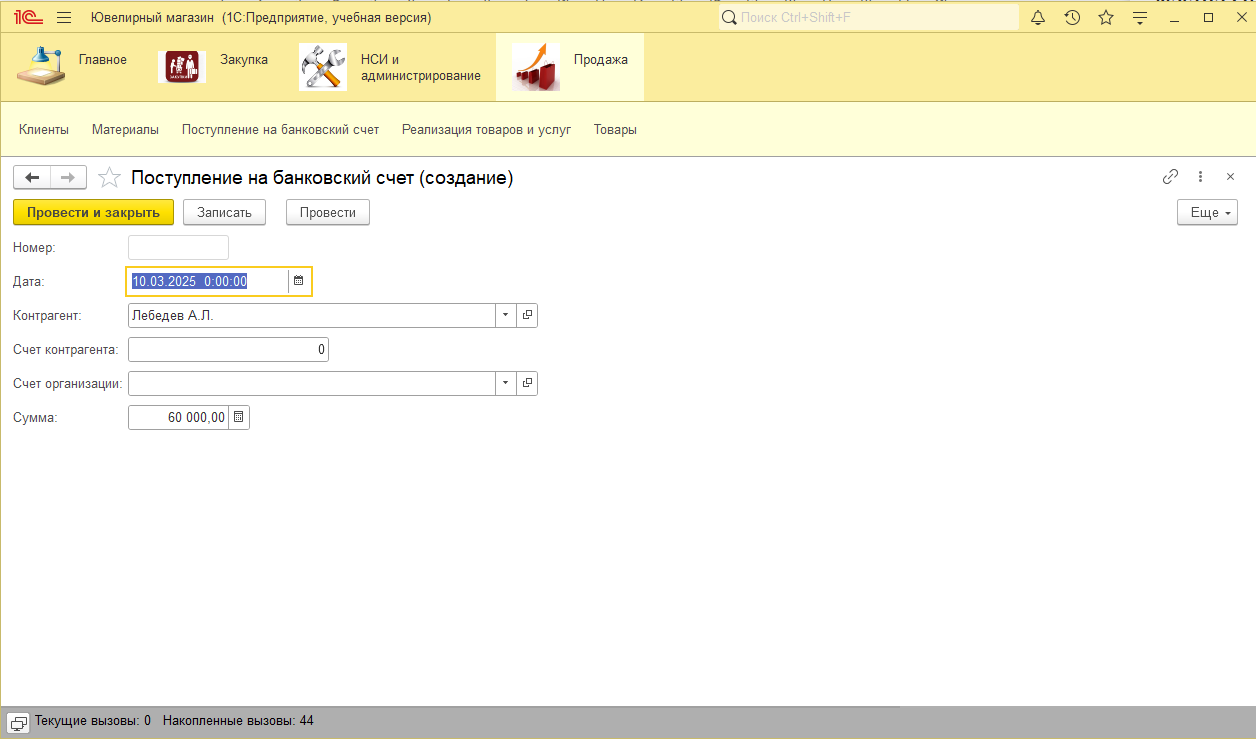 1С Ювелирный магазин (1С:Предприятие, учебная версия) Поиск Ctrl+Shift+F
Главное Закупка НСИ и администрирование Продажа
Клиенты Материалы Поступление на банковский счет Реализация товаров и услуг Товары
Поступление на банковский счет (создание)
Провести и закрыть Записать Провести Еще
Номер:
Дата: 10.03.2025 0:00:00
Контрагент: Лебедев А.Л.
Счет контрагента: 0
Счет организации:
Сумма: 60 000,00
Текущие вызовы: 0 Накопленные вызовы: 44